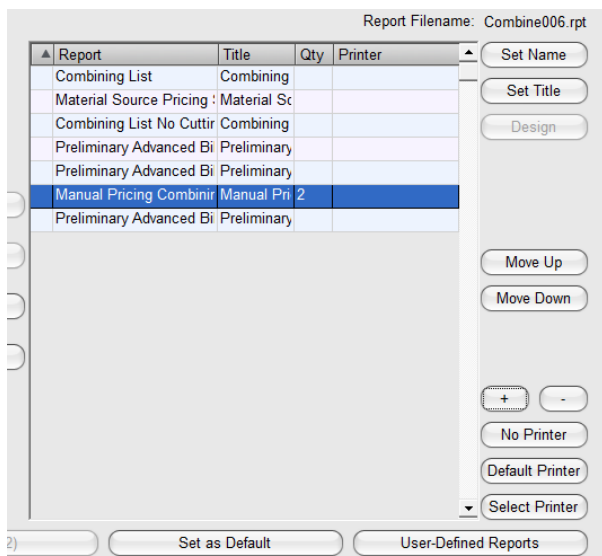 Report Filename: Combine006.rpt
Report Title Qty Printer
Set Name
Combining List Combining
Material Source Pricing Material Sc
Set Title
Combining List No Cuttin Combining
Design
Preliminary Advanced Bi Preliminary
Preliminary Advanced Bi Preliminary
Manual Pricing Combinin Manual Pri 2
Preliminary Advanced Bi Preliminary
Move Up
Move Down
+ -
No Printer
Default Printer
Select Printer
2) Set as Default User-Defined Reports